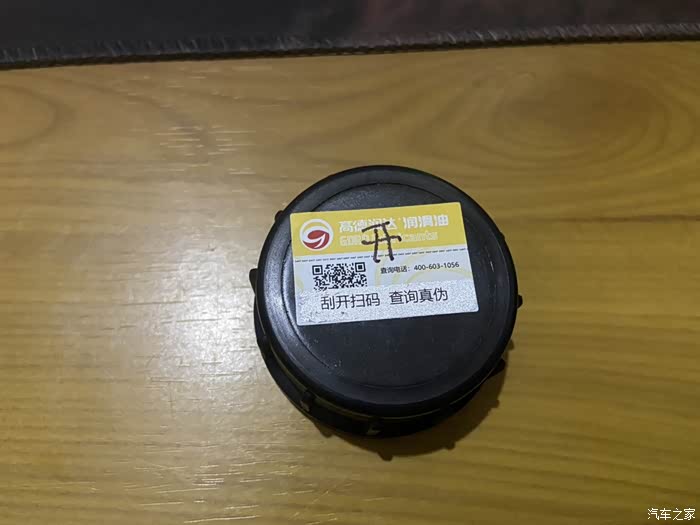 高德润达 润滑油
开
查询电话：400-603-1056
刮开扫码 查询真伪
汽车之家